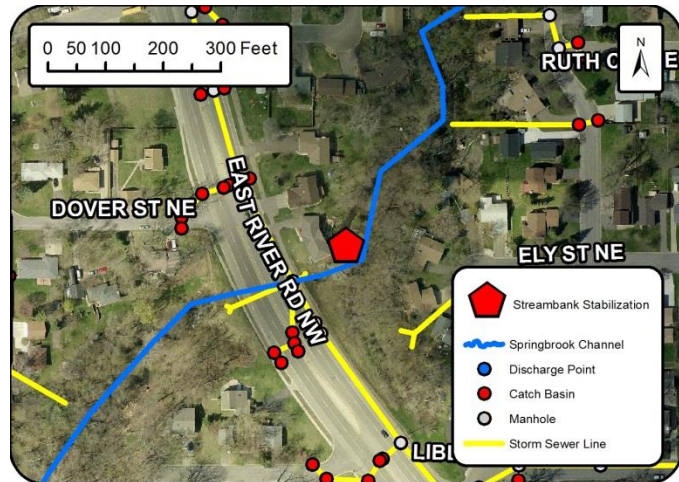 0 50 100 200 300 Feet
N
RUTH C
E
DOVER ST NE
EAST RIVER RD NW
ELY ST NE
LIB
Streambank Stabilization
Springbrook Channel
Discharge Point
Catch Basin
Manhole
Storm Sewer Line